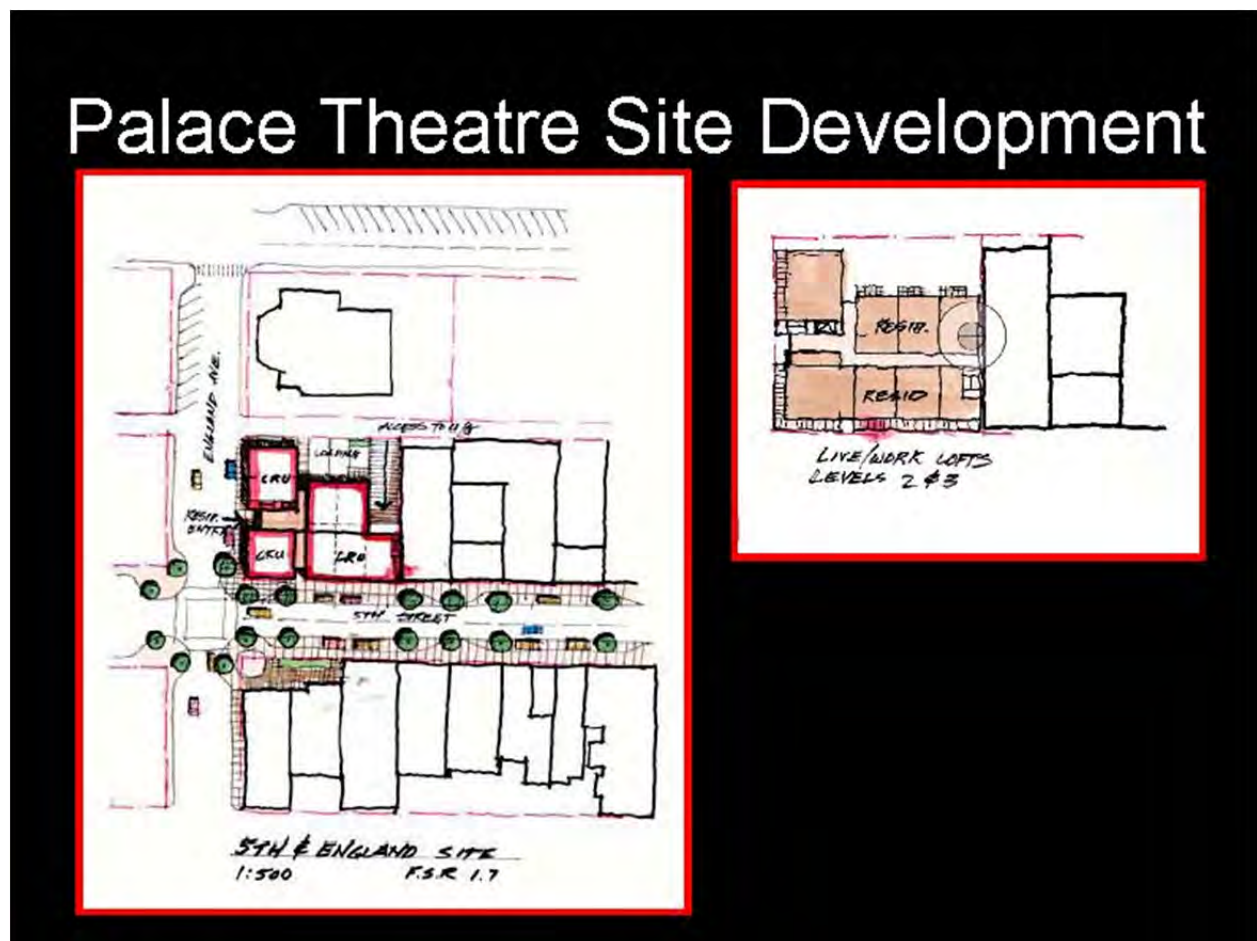 Palace Theatre Site Development
ENGLAND AVE.
ACCESS TO U/G
LOADING
CRU
RESID.
ENTRY
CRU
CRU
5TH STREET
5TH & ENGLAND SITE
1:500 F.S.R 1.7
RESID.
RESID
LIVE/WORK LOFTS
LEVELS 2 & 3